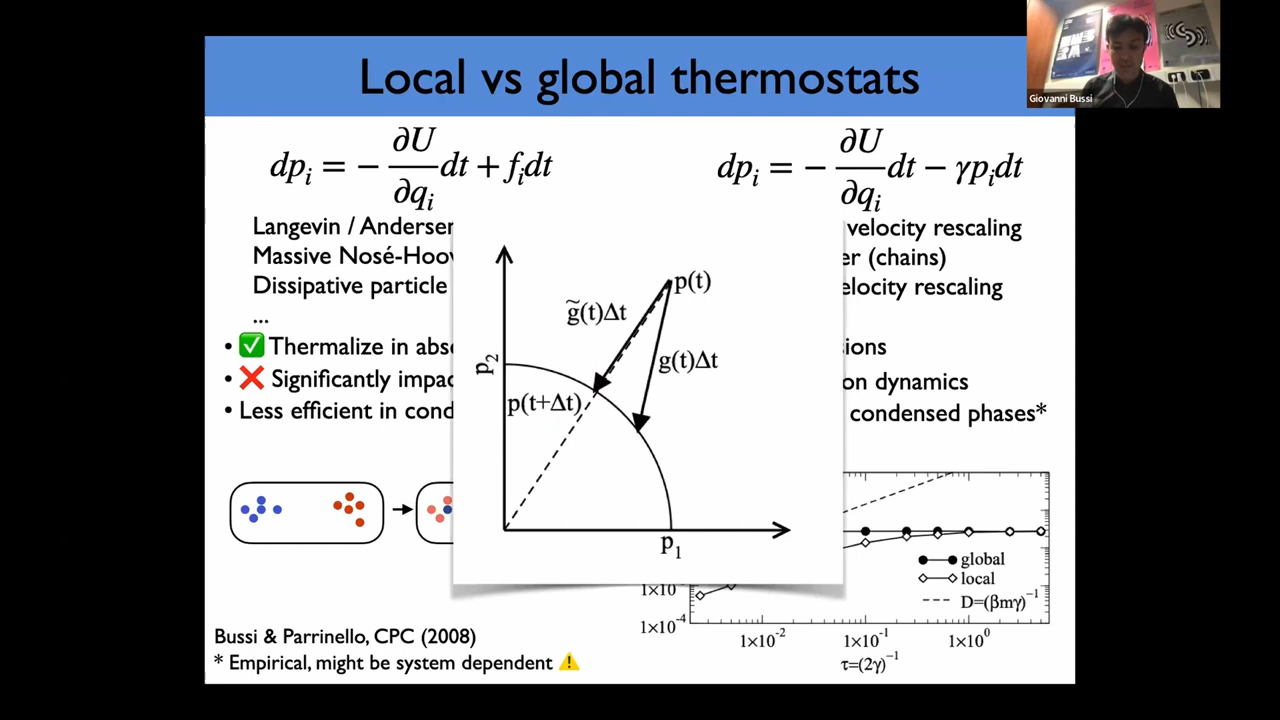 Local vs global thermostats
Giovanni Bussi
dp_i = − ∂U/∂q_i dt + f_i dt
dp_i = − ∂U/∂q_i dt − γp_i dt
Langevin / Andersen
velocity rescaling
Massive Nosé-Hoov
er (chains)
Dissipative particle
elocity rescaling
...
• ✅ Thermalize in abs
ions
• ❌ Significantly impac
on dynamics
• Less efficient in cond
condensed phases*
p(t)
g̃(t)Δt
g(t)Δt
p₂
p(t+Δt)
p₁
global
local
D=(βmγ)⁻¹
1×10
1×10⁻⁴
1×10⁻²
1×10⁻¹
1×10⁰
τ=(2γ)⁻¹
Bussi & Parrinello, CPC (2008)
* Empirical, might be system dependent ⚠️